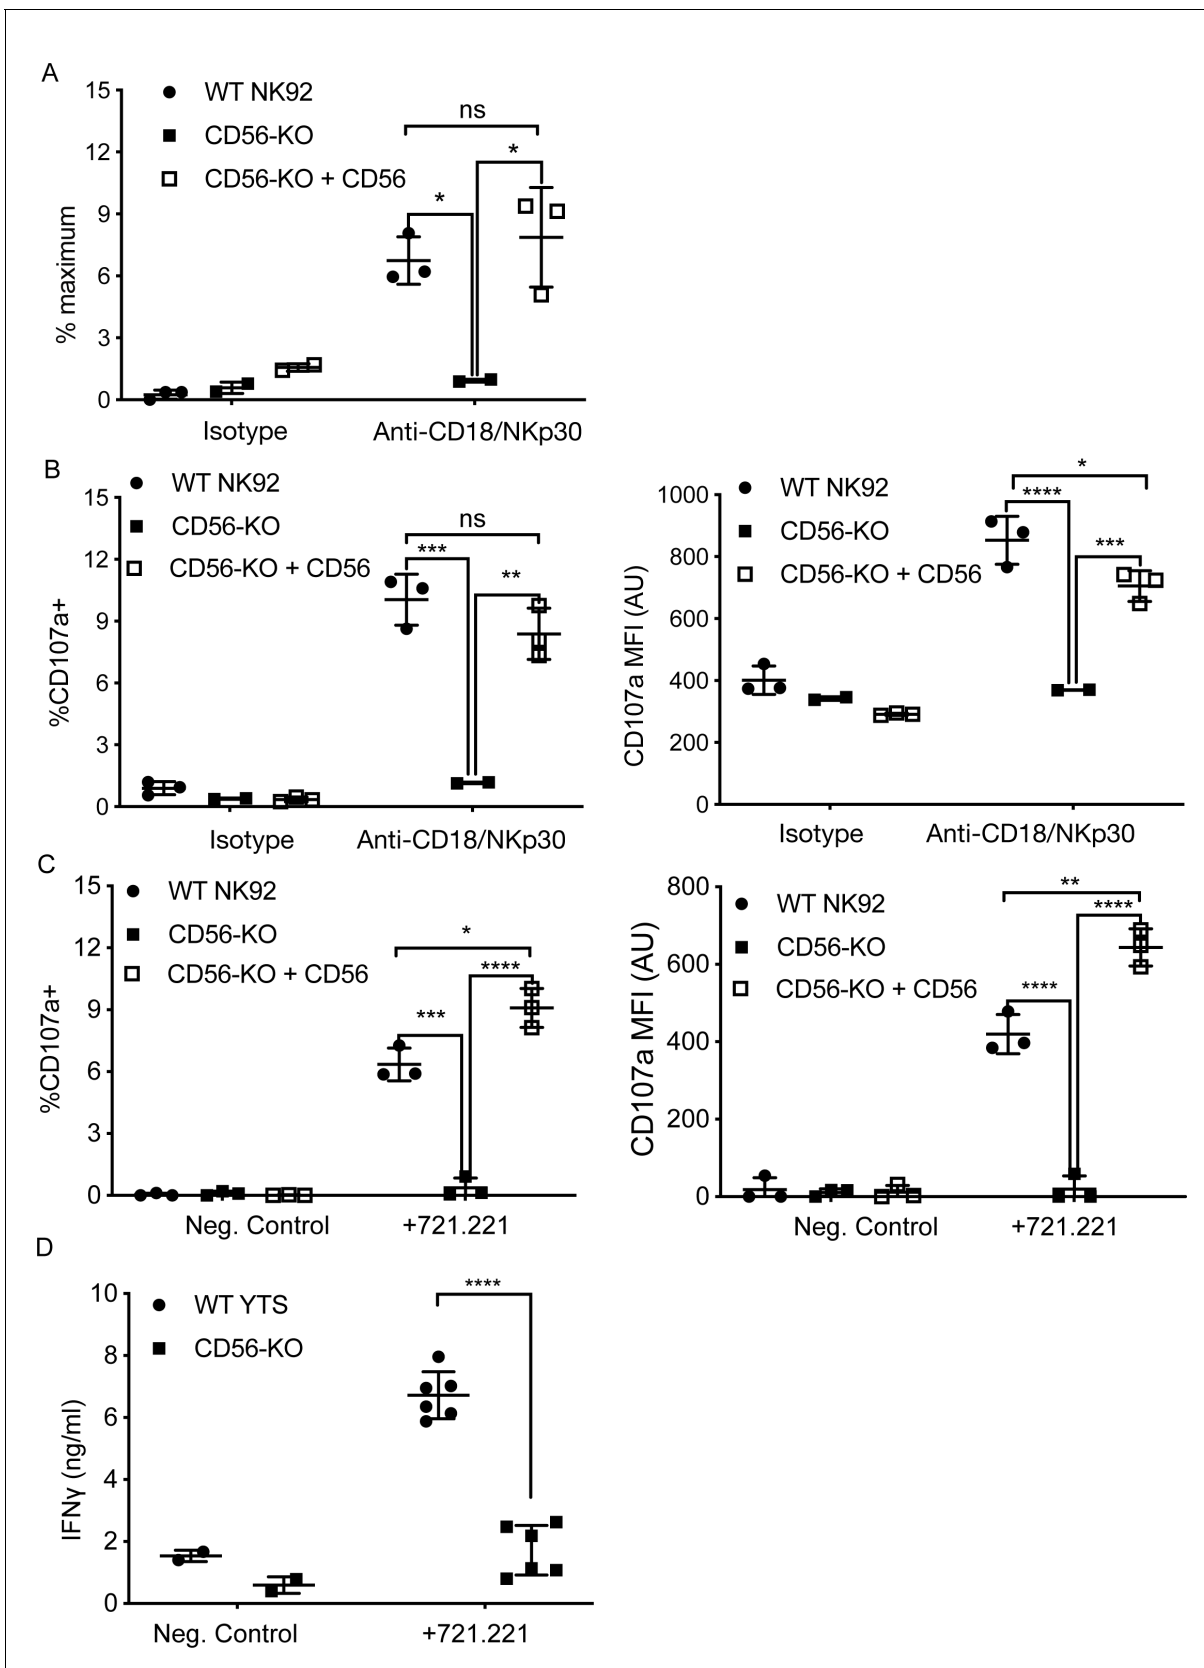 A
% maximum
15
12
9
6
3
0
WT NK92
CD56-KO
CD56-KO + CD56
ns
*
*
Isotype
Anti-CD18/NKp30
B
%CD107a+
15
12
9
6
3
0
WT NK92
CD56-KO
CD56-KO + CD56
ns
***
**
Isotype
Anti-CD18/NKp30
CD107a MFI (AU)
1000
800
600
400
200
0
WT NK92
CD56-KO
CD56-KO + CD56
*
****
***
Isotype
Anti-CD18/NKp30
C
%CD107a+
15
12
9
6
3
0
WT NK92
CD56-KO
CD56-KO + CD56
*
****
***
Neg. Control
+721.221
CD107a MFI (AU)
800
600
400
200
0
WT NK92
CD56-KO
CD56-KO + CD56
**
****
****
Neg. Control
+721.221
D
IFNγ (ng/ml)
10
8
6
4
2
0
WT YTS
CD56-KO
****
Neg. Control
+721.221